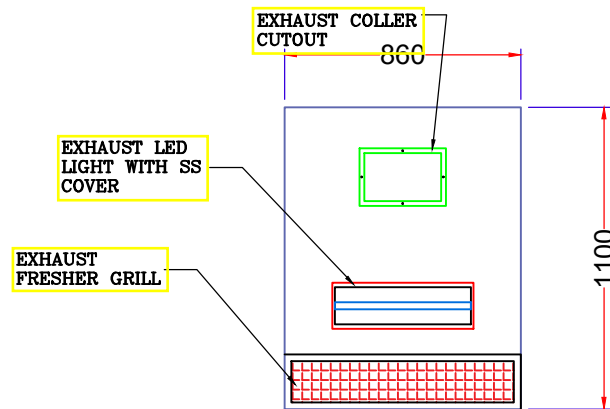 EXHAUST COLLER
CUTOUT
860
EXHAUST LED
LIGHT WITH SS
COVER
1100
EXHAUST
FRESHER GRILL